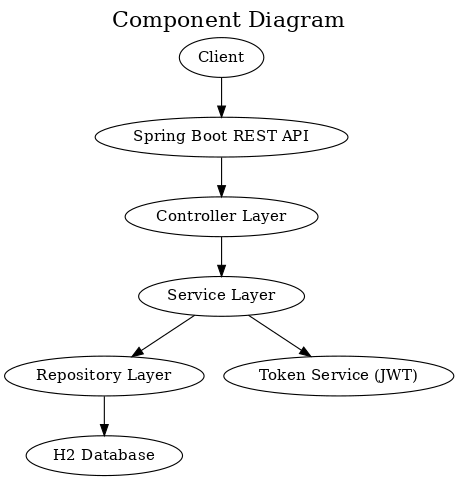 Component Diagram
Client
Spring Boot REST API
Controller Layer
Service Layer
Repository Layer
Token Service (JWT)
H2 Database